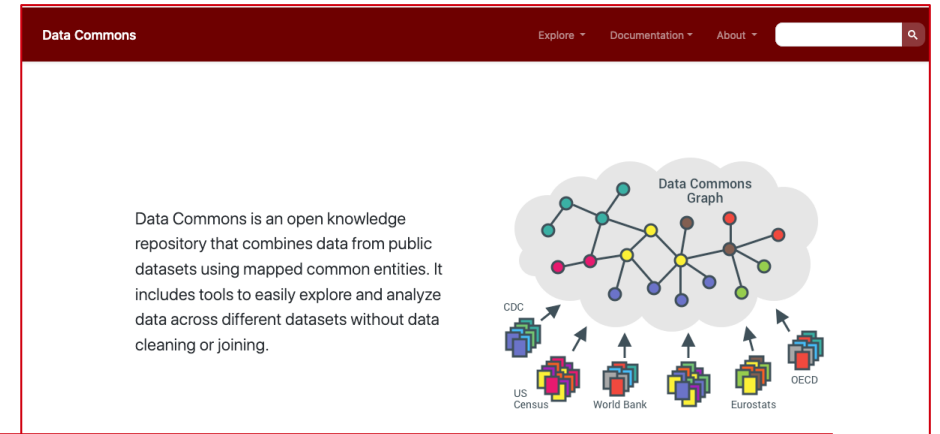 Data Commons
Explore
Documentation
About
Data Commons is an open knowledge
repository that combines data from public
datasets using mapped common entities. It
includes tools to easily explore and analyze
data across different datasets without data
cleaning or joining.
Data Commons
Graph
CDC
US
Census
World Bank
Eurostats
OECD